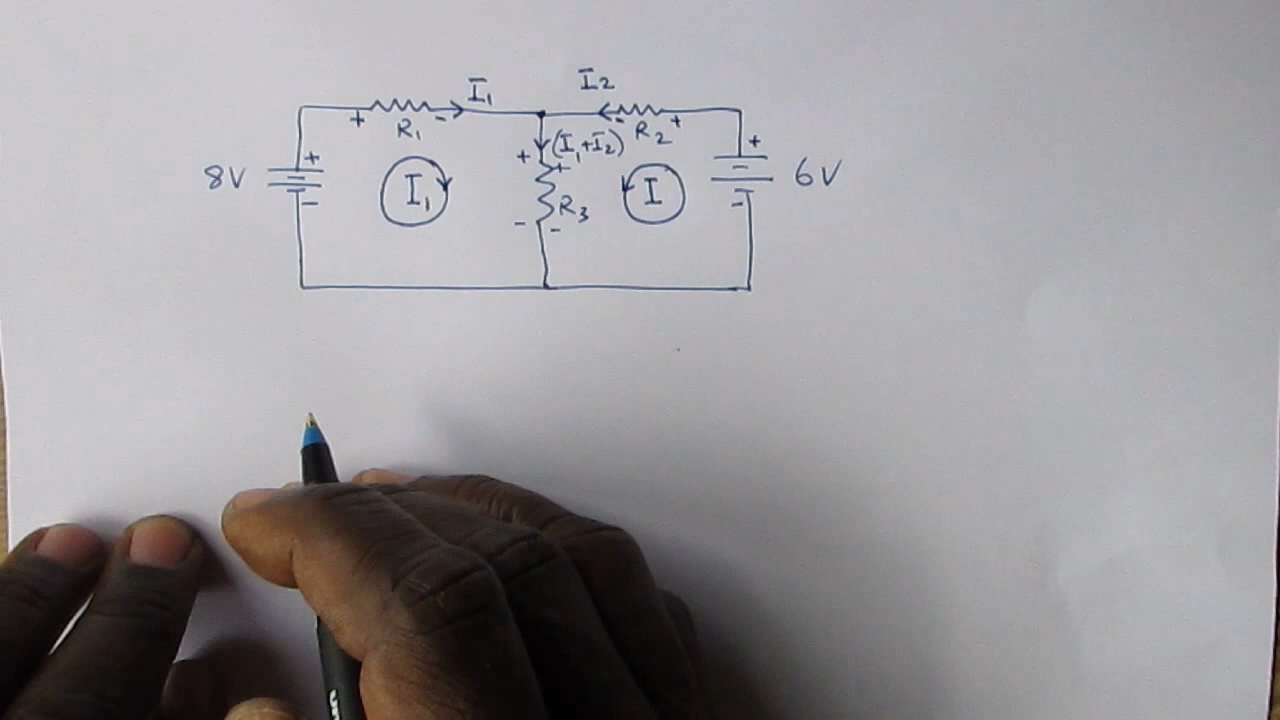 I₁
I2
+ - + - + -
R₁
R₂
(I₁+I₂)
8V
I₁
I
6V
R₃